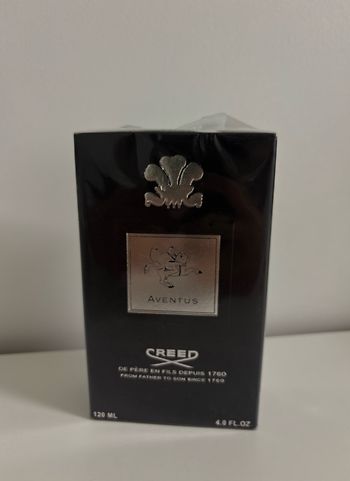 AVENTUS
CREED
DE PÈRE EN FILS DEPUIS 1760
FROM FATHER TO SON SINCE 1760
120 ML
4.0 FL.OZ